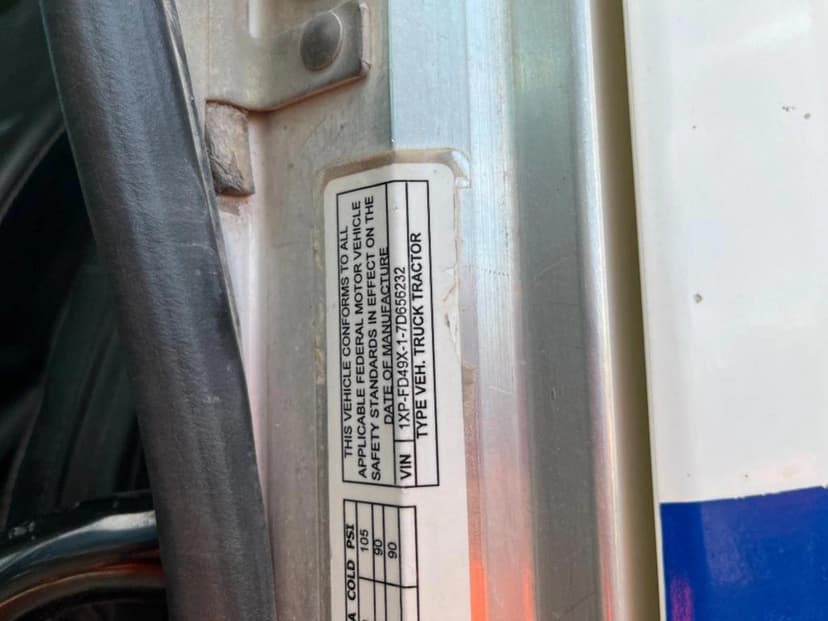 THIS VEHICLE CONFORMS TO ALL
APPLICABLE FEDERAL MOTOR VEHICLE
SAFETY STANDARDS IN EFFECT ON THE
DATE OF MANUFACTURE
VIN 1XP-FD49X-1-7D656232
TYPE VEH. TRUCK TRACTOR
COLD PSI
105
90
90